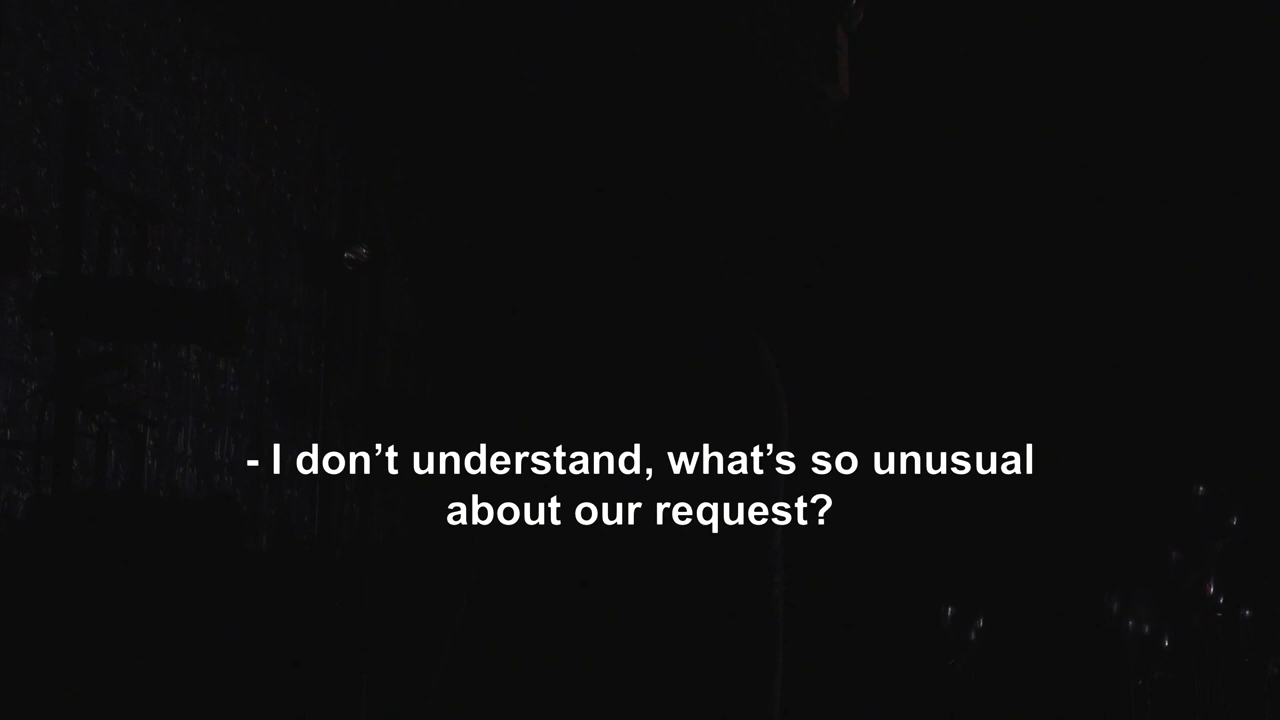 - I don’t understand, what’s so unusual
about our request?